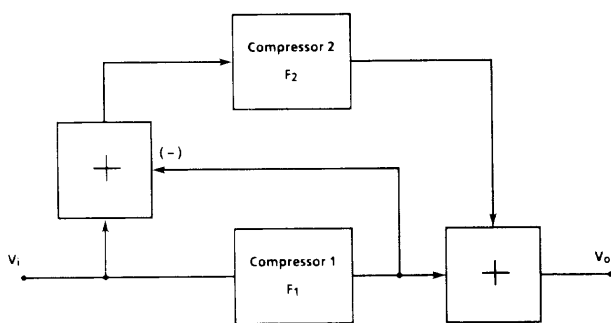 Compressor 2
F₂
+
(−)
Vᵢ
Compressor 1
F₁
+
Vₒ